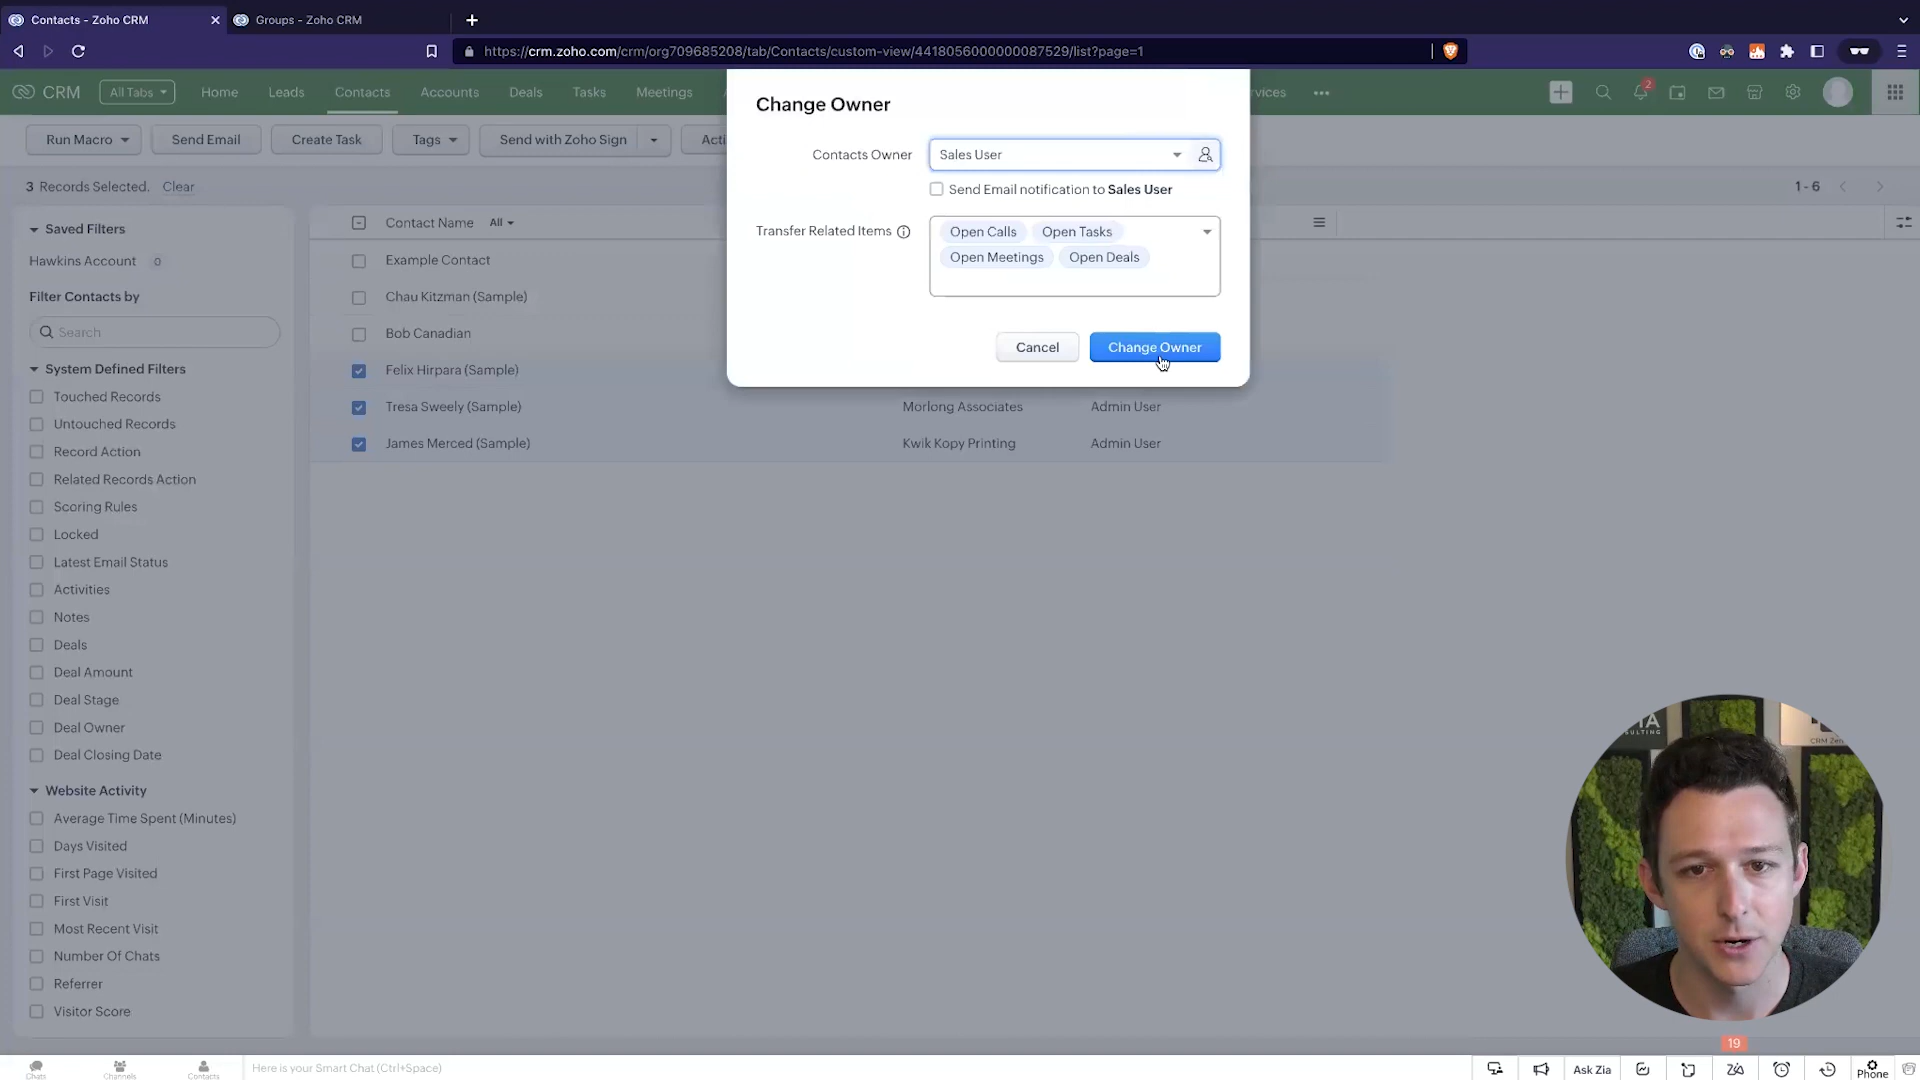 Contacts - Zoho CRM
Groups - Zoho CRM
https://crm.zoho.com/crm/org709685208/tab/Contacts/custom-view/4418056000000087529/list?page=1
CRM
All Tabs
Home
Leads
Contacts
Accounts
Deals
Tasks
Meetings
2
Run Macro
Send Email
Create Task
Tags
Send with Zoho Sign
Change Owner
Contacts Owner
Sales User
Send Email notification to Sales User
Transfer Related Items
Open Calls
Open Tasks
Open Meetings
Open Deals
Cancel
Change Owner
3 Records Selected.
Clear
1 - 6
Saved Filters
Hawkins Account 0
Filter Contacts by
Search
System Defined Filters
Touched Records
Untouched Records
Record Action
Related Records Action
Scoring Rules
Locked
Latest Email Status
Activities
Notes
Deals
Deal Amount
Deal Stage
Deal Owner
Deal Closing Date
Website Activity
Average Time Spent (Minutes)
Days Visited
First Page Visited
First Visit
Most Recent Visit
Number Of Chats
Referrer
Visitor Score
Contact Name All
Example Contact
Chau Kitzman (Sample)
Bob Canadian
Felix Hirpara (Sample)
Tresa Sweely (Sample) Morlong Associates Admin User
James Merced (Sample) Kwik Kopy Printing Admin User
19
Chats
Channels
Contacts
Here is your Smart Chat (Ctrl+Space)
Ask Zia
Phone